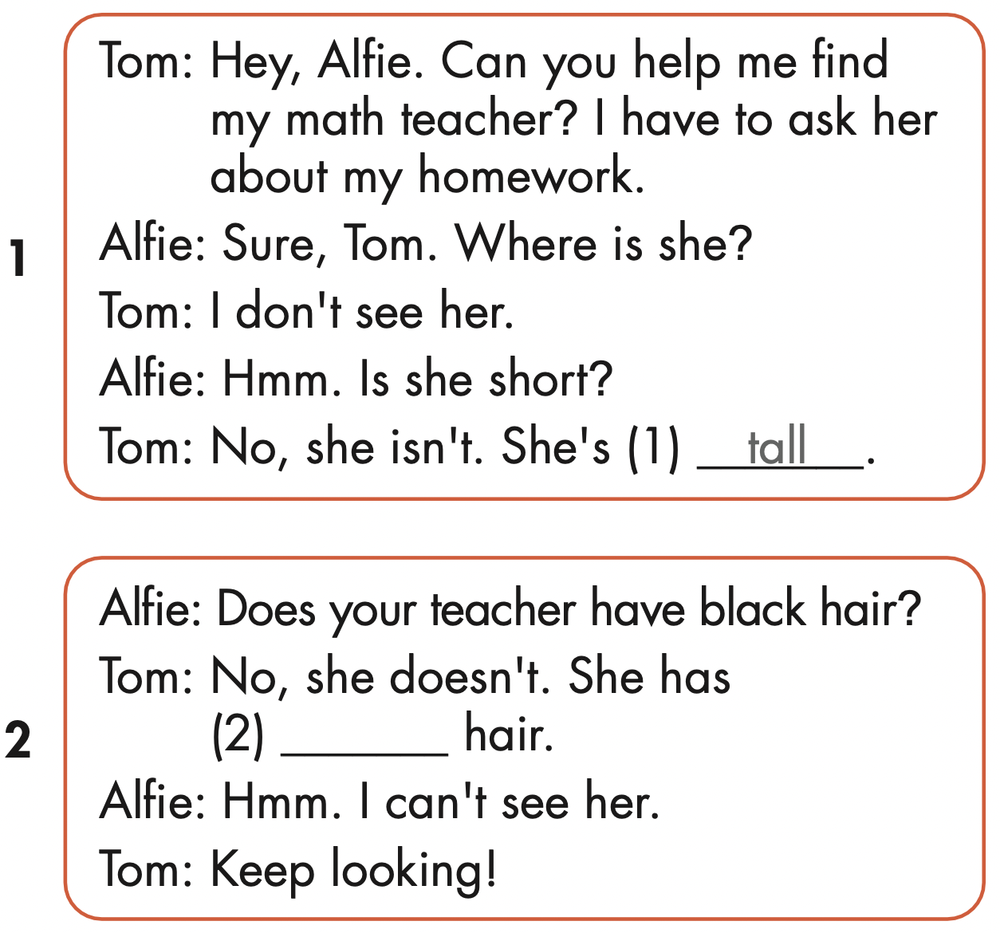 Tom: Hey, Alfie. Can you help me find
my math teacher? I have to ask her
about my homework.
1
Alfie: Sure, Tom. Where is she?
Tom: I don't see her.
Alfie: Hmm. Is she short?
Tom: No, she isn't. She's (1) tall.
Alfie: Does your teacher have black hair?
Tom: No, she doesn't. She has
2
(2) _______ hair.
Alfie: Hmm. I can't see her.
Tom: Keep looking!